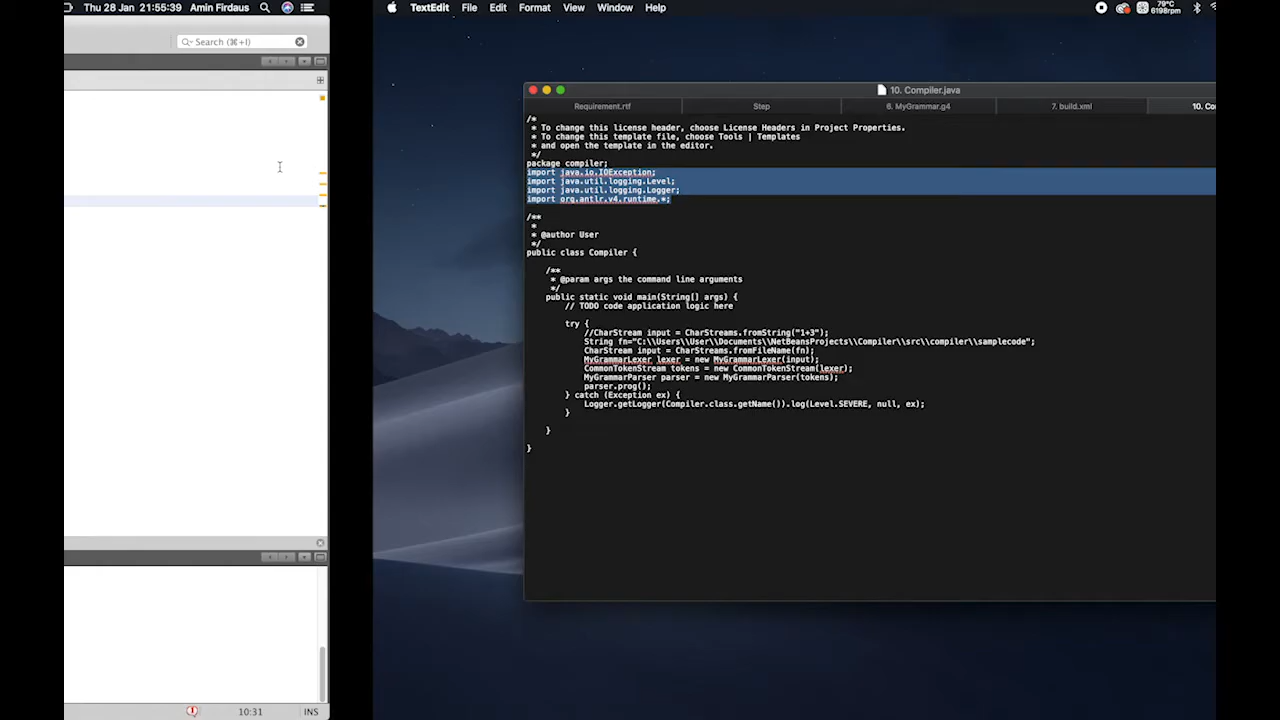 Thu 28 Jan 21:55:39 Amin Firdaus
Search (⌘+I)
10:31 INS
TextEdit File Edit Format View Window Help
79°C
6198rpm
10. Compiler.java
Requirement.rtf Step 6. MyGrammar.g4 7. build.xml 10. Co
/*
* To change this license header, choose License Headers in Project Properties.
* To change this template file, choose Tools | Templates
* and open the template in the editor.
*/
package compiler;
import java.io.IOException;
import java.util.logging.Level;
import java.util.logging.Logger;
import org.antlr.v4.runtime.*;
/**
*
* @author User
*/
public class Compiler {
/**
* @param args the command line arguments
*/
public static void main(String[] args) {
// TODO code application logic here
try {
//CharStream input = CharStreams.fromString("1+3");
String fn="C:\\Users\\User\\Documents\\NetBeansProjects\\Compiler\\src\\compiler\\samplecode";
CharStream input = CharStreams.fromFileName(fn);
MyGrammarLexer lexer = new MyGrammarLexer(input);
CommonTokenStream tokens = new CommonTokenStream(lexer);
MyGrammarParser parser = new MyGrammarParser(tokens);
parser.prog();
} catch (Exception ex) {
Logger.getLogger(Compiler.class.getName()).log(Level.SEVERE, null, ex);
}
}
}